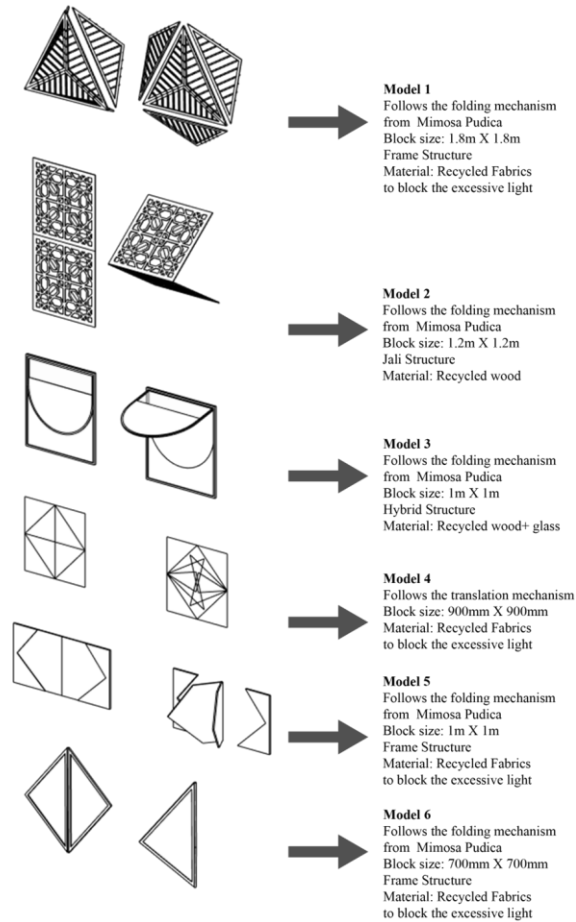 Model 1
Follows the folding mechanism
from Mimosa Pudica
Block size: 1.8m X 1.8m
Frame Structure
Material: Recycled Fabrics
to block the excessive light
Model 2
Follows the folding mechanism
from Mimosa Pudica
Block size: 1.2m X 1.2m
Jali Structure
Material: Recycled wood
Model 3
Follows the folding mechanism
from Mimosa Pudica
Block size: 1m X 1m
Hybrid Structure
Material: Recycled wood+ glass
Model 4
Follows the translation mechanism
Block size: 900mm X 900mm
Material: Recycled Fabrics
to block the excessive light
Model 5
Follows the folding mechanism
from Mimosa Pudica
Block size: 1m X 1m
Frame Structure
Material: Recycled Fabrics
to block the excessive light
Model 6
Follows the folding mechanism
from Mimosa Pudica
Block size: 700mm X 700mm
Frame Structure
Material: Recycled Fabrics
to block the excessive light